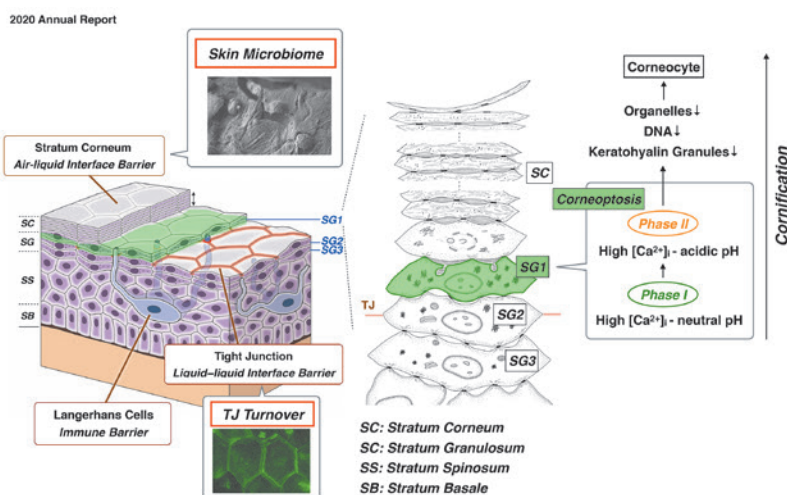 2020 Annual Report
Skin Microbiome
Stratum Corneum
Air-liquid Interface Barrier
SC
SG
SS
SB
SG1
SG2
SG3
Tight Junction
Liquid–liquid Interface Barrier
Langerhans Cells
Immune Barrier
TJ Turnover
SC
SG1
TJ
SG2
SG3
Corneocyte
Organelles↓
DNA↓
Keratohyalin Granules↓
Corneoptosis
Phase II
High [Ca²⁺]ᵢ - acidic pH
Phase I
High [Ca²⁺]ᵢ - neutral pH
Cornification
SC: Stratum Corneum
SC: Stratum Granulosum
SS: Stratum Spinosum
SB: Stratum Basale